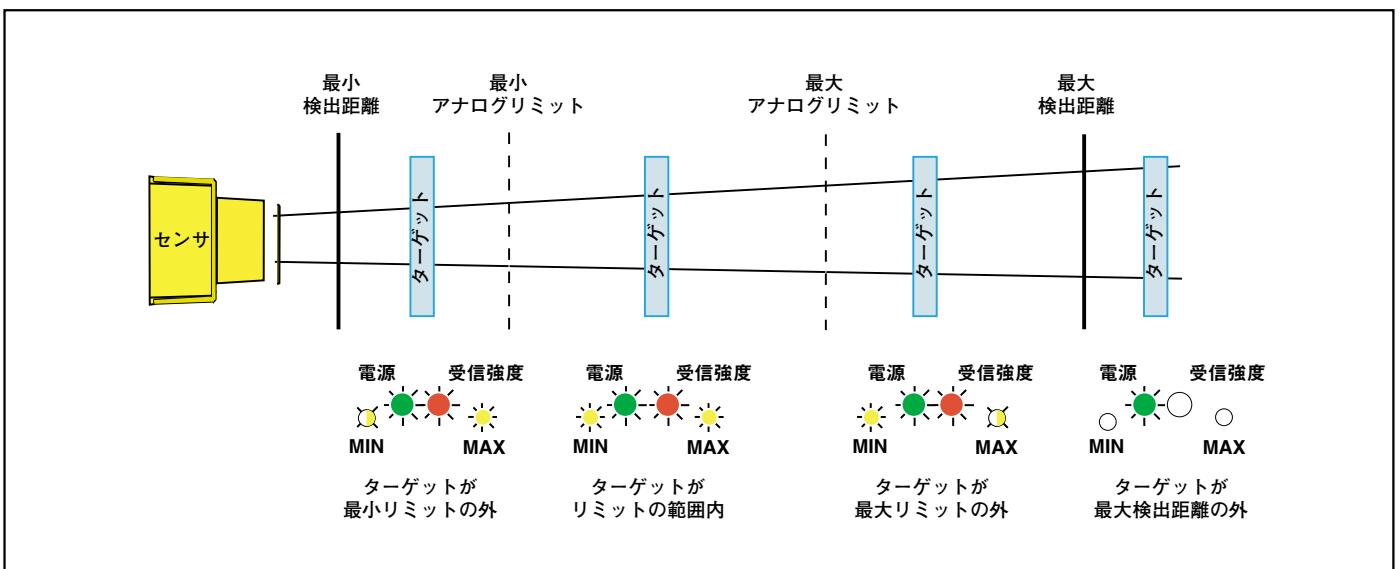 最小
検出距離
最小
アナログリミット
最大
アナログリミット
最大
検出距離
センサ
ターゲット
ターゲット
ターゲット
ターゲット
電源 受信強度
MIN MAX
ターゲットが
最小リミットの外
電源 受信強度
MIN MAX
ターゲットが
リミットの範囲内
電源 受信強度
MIN MAX
ターゲットが
最大リミットの外
電源 受信強度
MIN MAX
ターゲットが
最大検出距離の外